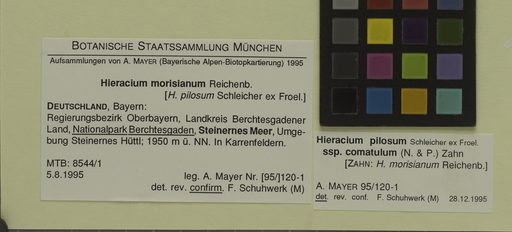 BOTANISCHE STAATSSAMMLUNG MÜNCHEN
Aufsammlungen von A. MAYER (Bayerische Alpen-Biotopkartierung) 1995
Hieracium morisianum Reichenb.
[H. pilosum Schleicher ex Froel.]
DEUTSCHLAND, Bayern:
Regierungsbezirk Oberbayern, Landkreis Berchtesgadener
Land, Nationalpark Berchtesgaden, Steinernes Meer, Umge-
bung Steinernes Hüttl; 1950 m ü. NN. In Karrenfeldern.
MTB: 8544/1
5.8.1995
leg. A. Mayer Nr. [95/]120-1
det. rev. confirm. F. Schuhwerk (M)
Hieracium pilosum Schleicher ex Froel.
ssp. comatulum (N. & P.) Zahn
[ZAHN: H. morisianum Reichenb.]
A. MAYER 95/120-1
det. rev. conf. F. Schuhwerk (M) 28.12.1995